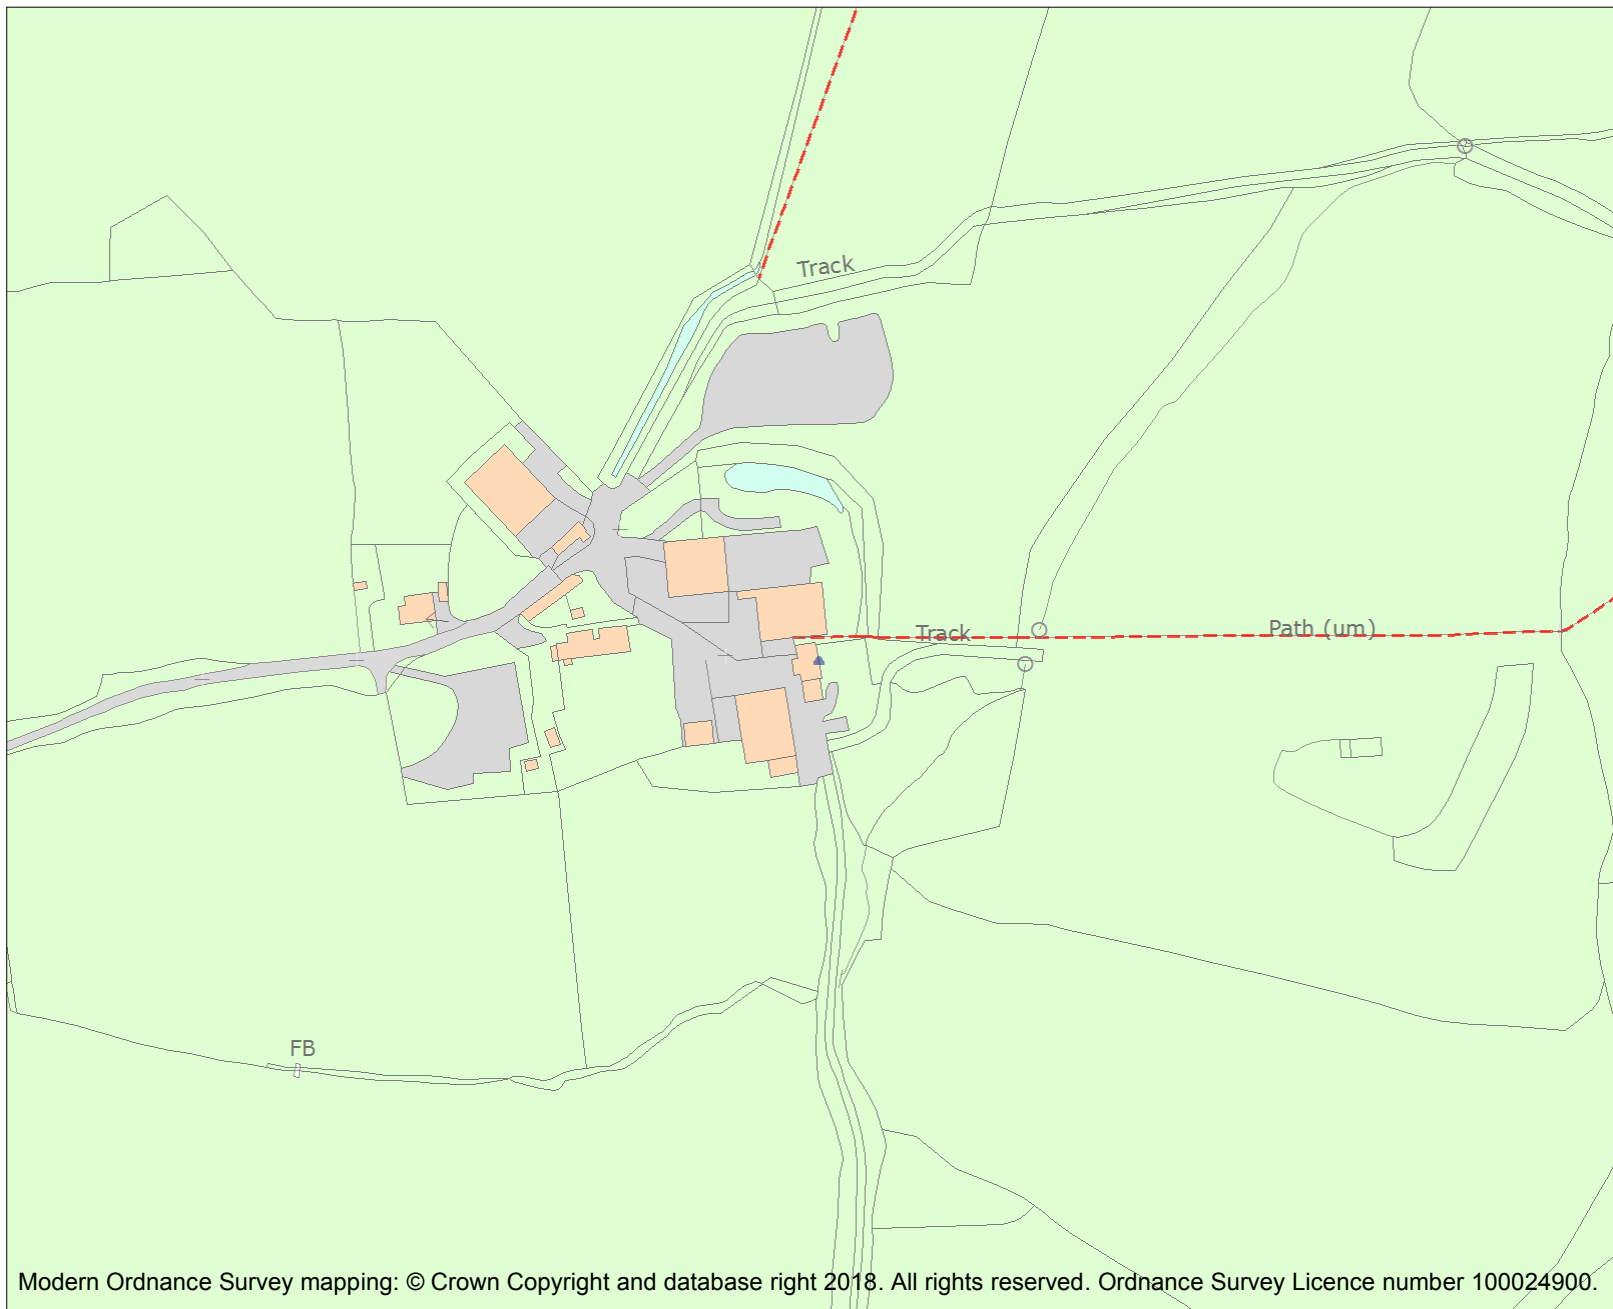 Track
Track
Path (um)
FB
Modern Ordnance Survey mapping: © Crown Copyright and database right 2018. All rights reserved. Ordnance Survey Licence number 100024900.